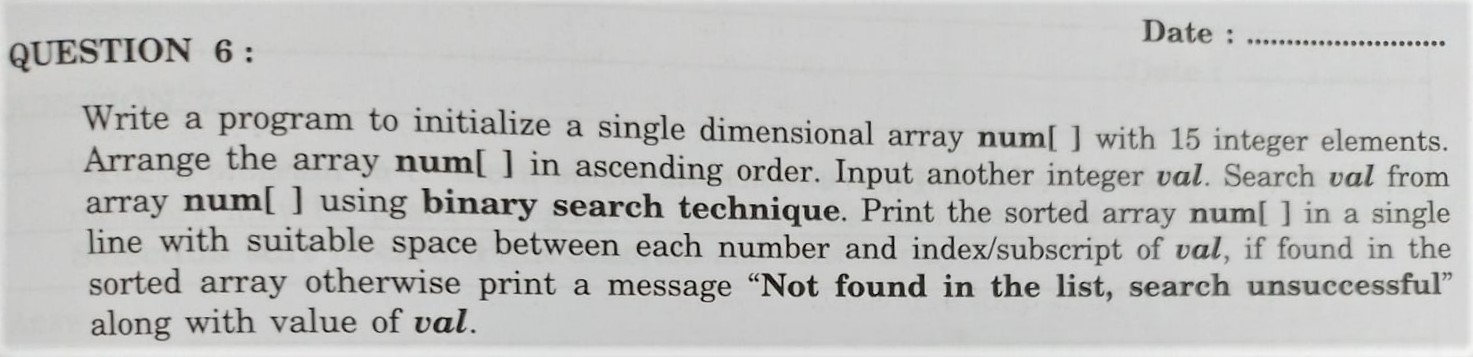 Date : ..........................
QUESTION 6 :
Write a program to initialize a single dimensional array num[ ] with 15 integer elements.
Arrange the array num[ ] in ascending order. Input another integer val. Search val from
array num[ ] using binary search technique. Print the sorted array num[ ] in a single
line with suitable space between each number and index/subscript of val, if found in the
sorted array otherwise print a message “Not found in the list, search unsuccessful”
along with value of val.